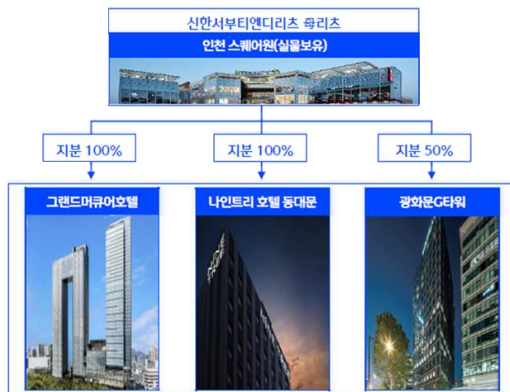 신한서부티엔디리츠 母리츠
인천 스퀘어원(실물보유)
지분 100%
지분 100%
지분 50%
그랜드머큐어호텔
나인트리 호텔 동대문
광화문G타워